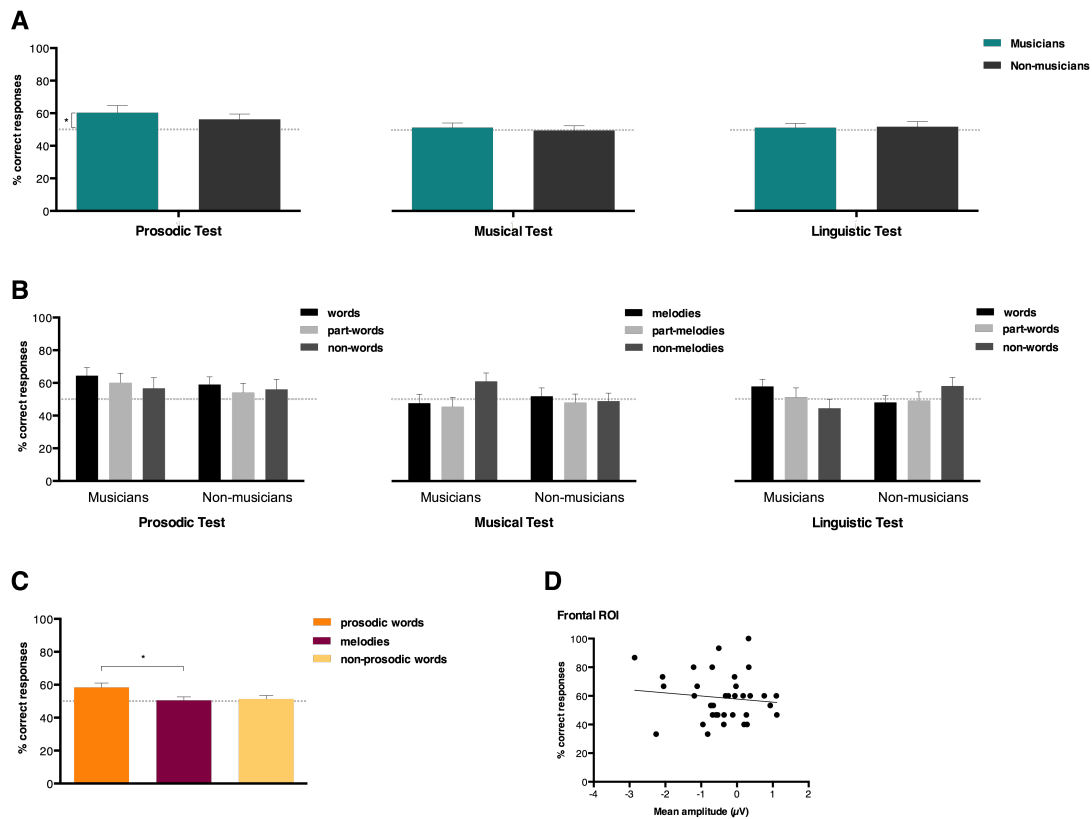 A
100
80
60
40
20
0
% correct responses
*
Prosodic Test
Musical Test
Linguistic Test
Musicians
Non-musicians
B
100
80
60
40
20
0
% correct responses
words
part-words
non-words
melodies
part-melodies
non-melodies
words
part-words
non-words
Musicians Non-musicians
Prosodic Test
Musicians Non-musicians
Musical Test
Musicians Non-musicians
Linguistic Test
C
100
80
60
40
20
0
% correct responses
*
prosodic words
melodies
non-prosodic words
D
Frontal ROI
100
80
60
40
20
0
% correct responses
-4 -3 -2 -1 0 1 2
Mean amplitude (μV)